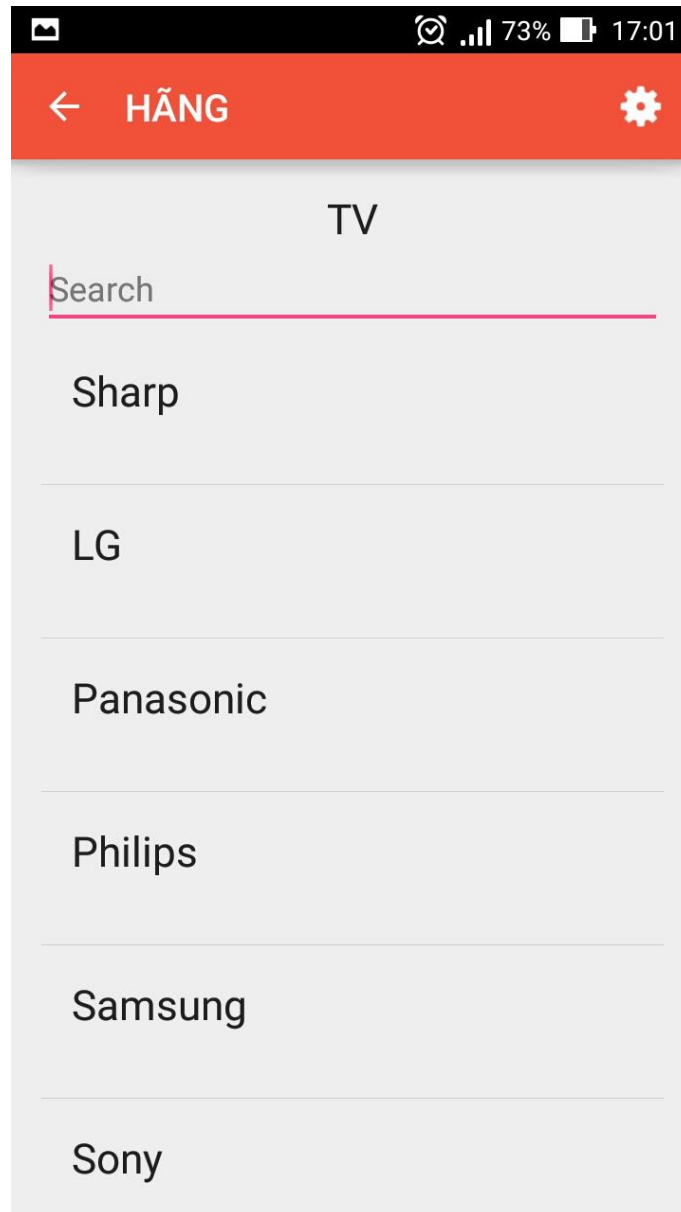 73% 17:01
HÃNG
TV
Search
Sharp
LG
Panasonic
Philips
Samsung
Sony